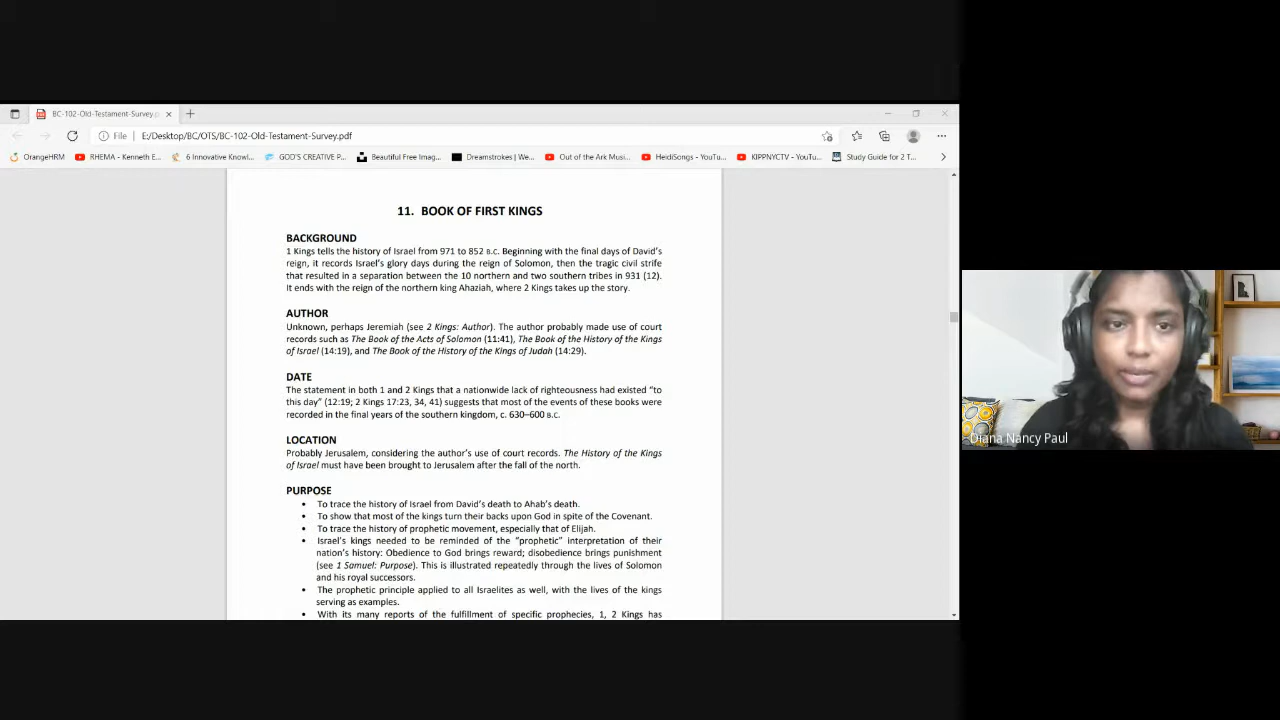 BC-102-Old-Testament-Survey.p
File
E:/Desktop/BC/OTS/BC-102-Old-Testament-Survey.pdf
OrangeHRM
RHEMA - Kenneth E...
6 Innovative Knowl...
GOD'S CREATIVE P...
Beautiful Free Imag...
Dreamstrokes | We...
Out of the Ark Musi...
HeidiSongs - YouTu...
KIPPNYCTV - YouTu...
Study Guide for 2 T...
11. BOOK OF FIRST KINGS
BACKGROUND
1 Kings tells the history of Israel from 971 to 852 B.C. Beginning with the final days of David's
reign, it records Israel's glory days during the reign of Solomon, then the tragic civil strife
that resulted in a separation between the 10 northern and two southern tribes in 931 (12).
It ends with the reign of the northern king Ahaziah, where 2 Kings takes up the story.
AUTHOR
Unknown, perhaps Jeremiah (see 2 Kings: Author). The author probably made use of court
records such as The Book of the Acts of Solomon (11:41), The Book of the History of the Kings
of Israel (14:19), and The Book of the History of the Kings of Judah (14:29).
DATE
The statement in both 1 and 2 Kings that a nationwide lack of righteousness had existed "to
this day" (12:19; 2 Kings 17:23, 34, 41) suggests that most of the events of these books were
recorded in the final years of the southern kingdom, c. 630–600 B.C.
LOCATION
Probably Jerusalem, considering the author's use of court records. The History of the Kings
of Israel must have been brought to Jerusalem after the fall of the north.
PURPOSE
• To trace the history of Israel from David's death to Ahab's death.
• To show that most of the kings turn their backs upon God in spite of the Covenant.
• To trace the history of prophetic movement, especially that of Elijah.
• Israel's kings needed to be reminded of the "prophetic" interpretation of their
nation's history: Obedience to God brings reward; disobedience brings punishment
(see 1 Samuel: Purpose). This is illustrated repeatedly through the lives of Solomon
and his royal successors.
• The prophetic principle applied to all Israelites as well, with the lives of the kings
serving as examples.
• With its many reports of the fulfillment of specific prophecies, 1, 2 Kings has
Diana Nancy Paul